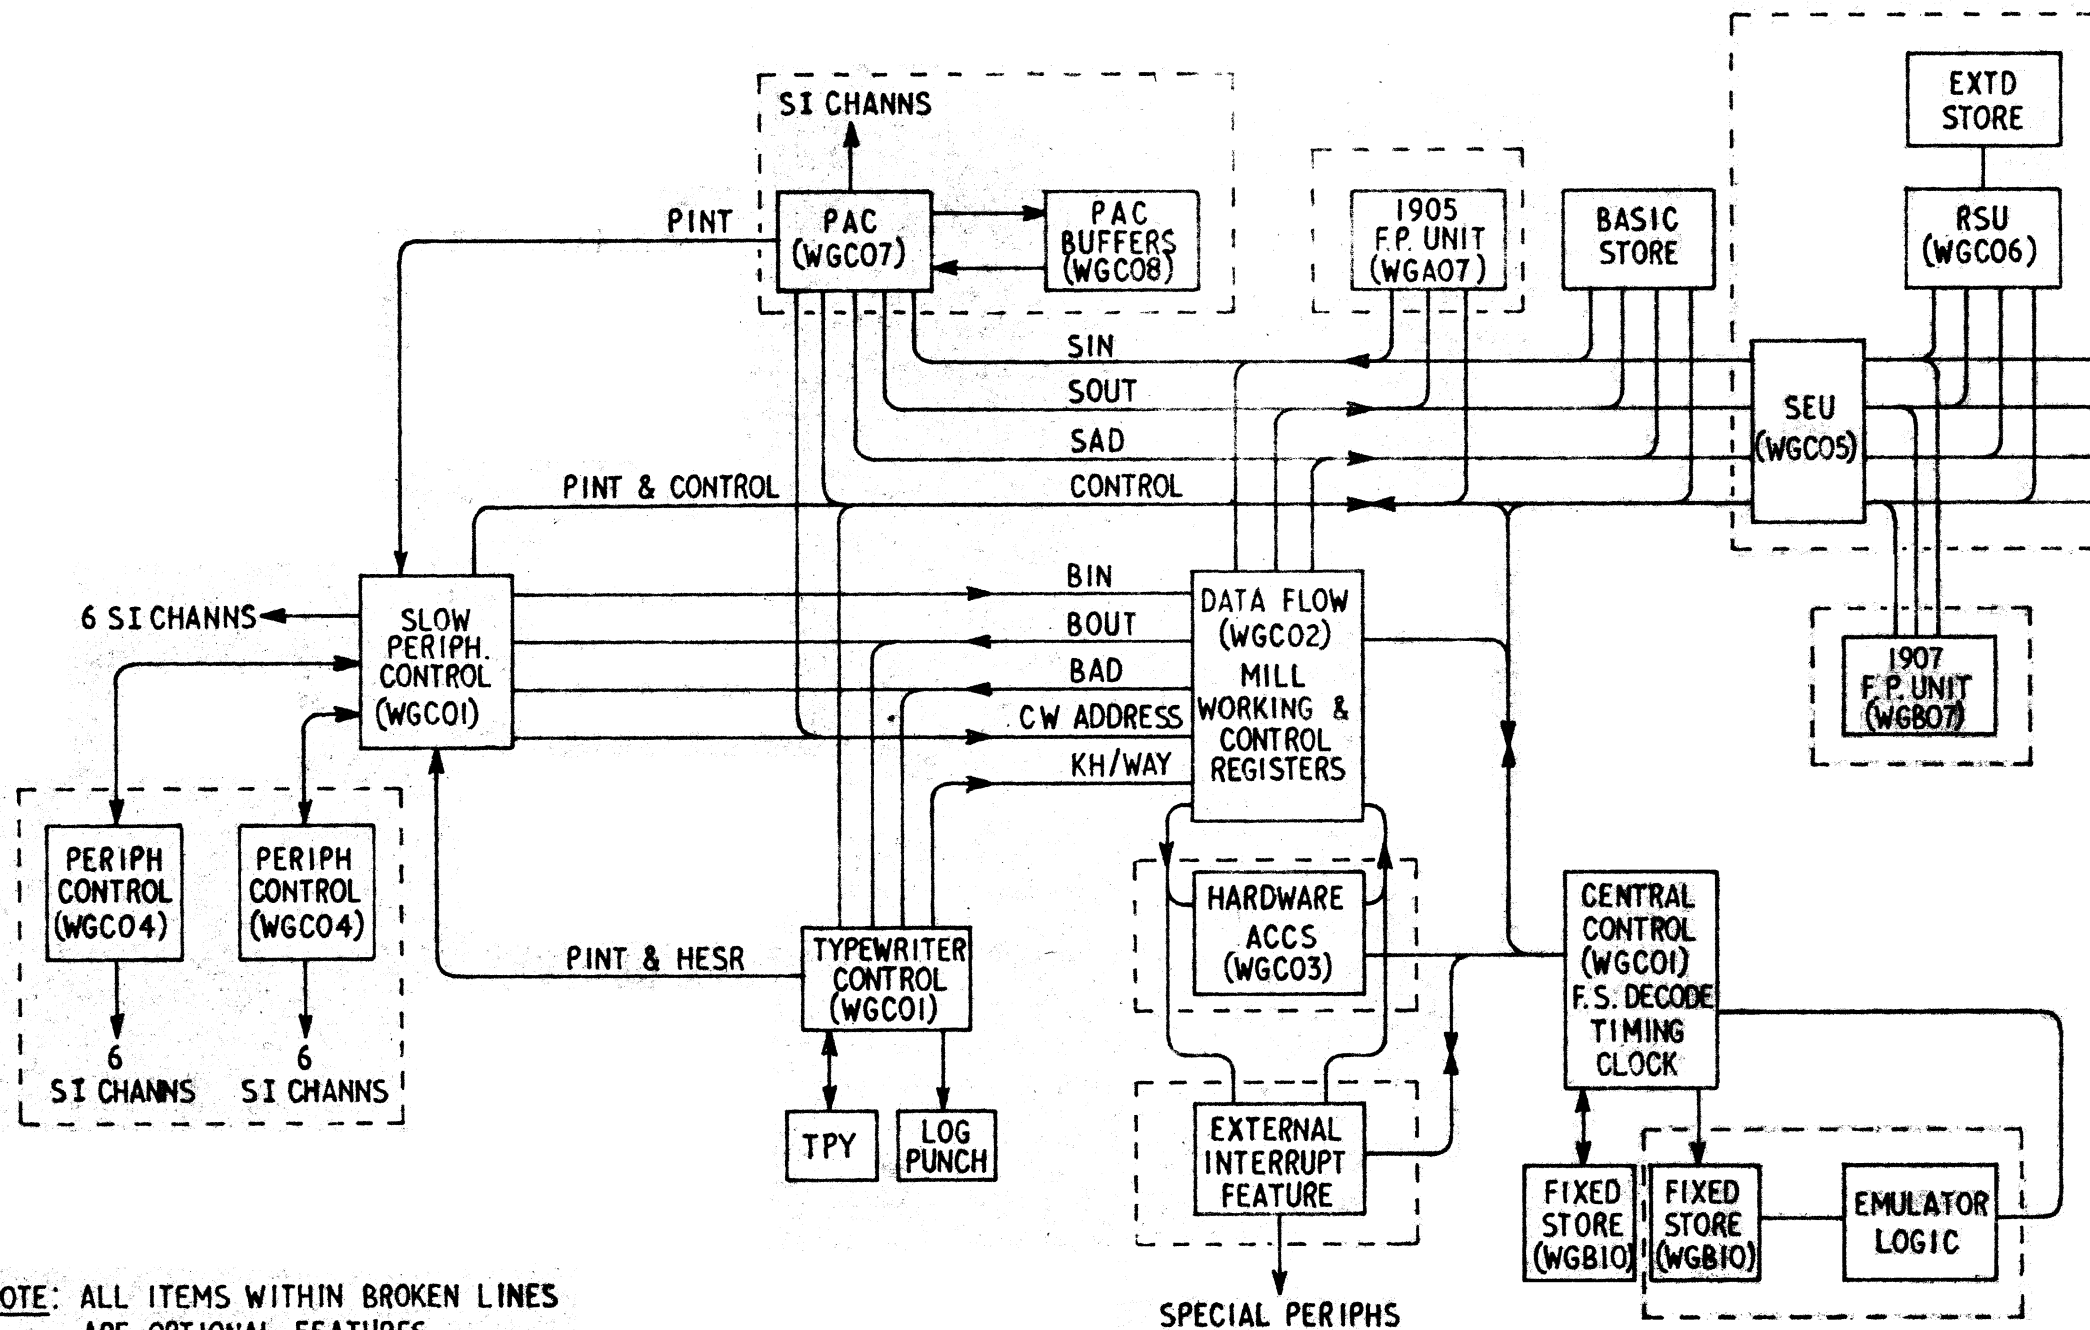 SI CHANNS
EXTD
STORE
PINT
PAC
(WGC07)
PAC
BUFFERS
(WGC08)
1905
F.P. UNIT
(WGA07)
BASIC
STORE
RSU
(WGC06)
SIN
SOUT
SAD
PINT & CONTROL
CONTROL
SEU
(WGC05)
6 SI CHANNS
SLOW
PERIPH.
CONTROL
(WGC01)
BIN
BOUT
BAD
CW ADDRESS
KH/WAY
DATA FLOW
(WGC02)
MILL
WORKING &
CONTROL
REGISTERS
1907
F.P. UNIT
(WGB07)
PERIPH
CONTROL
(WGC04)
PERIPH
CONTROL
(WGC04)
6
SI CHANNS
6
SI CHANNS
PINT & HESR
TYPEWRITER
CONTROL
(WGC01)
TPY
LOG
PUNCH
HARDWARE
ACCS
(WGC03)
CENTRAL
CONTROL
(WGC01)
F.S. DECODE
TIMING
CLOCK
EXTERNAL
INTERRUPT
FEATURE
FIXED
STORE
(WGB10)
FIXED
STORE
(WGB10)
EMULATOR
LOGIC
SPECIAL PERIPHS
OTE: ALL ITEMS WITHIN BROKEN LINES
ARE OPTIONAL FEATURES